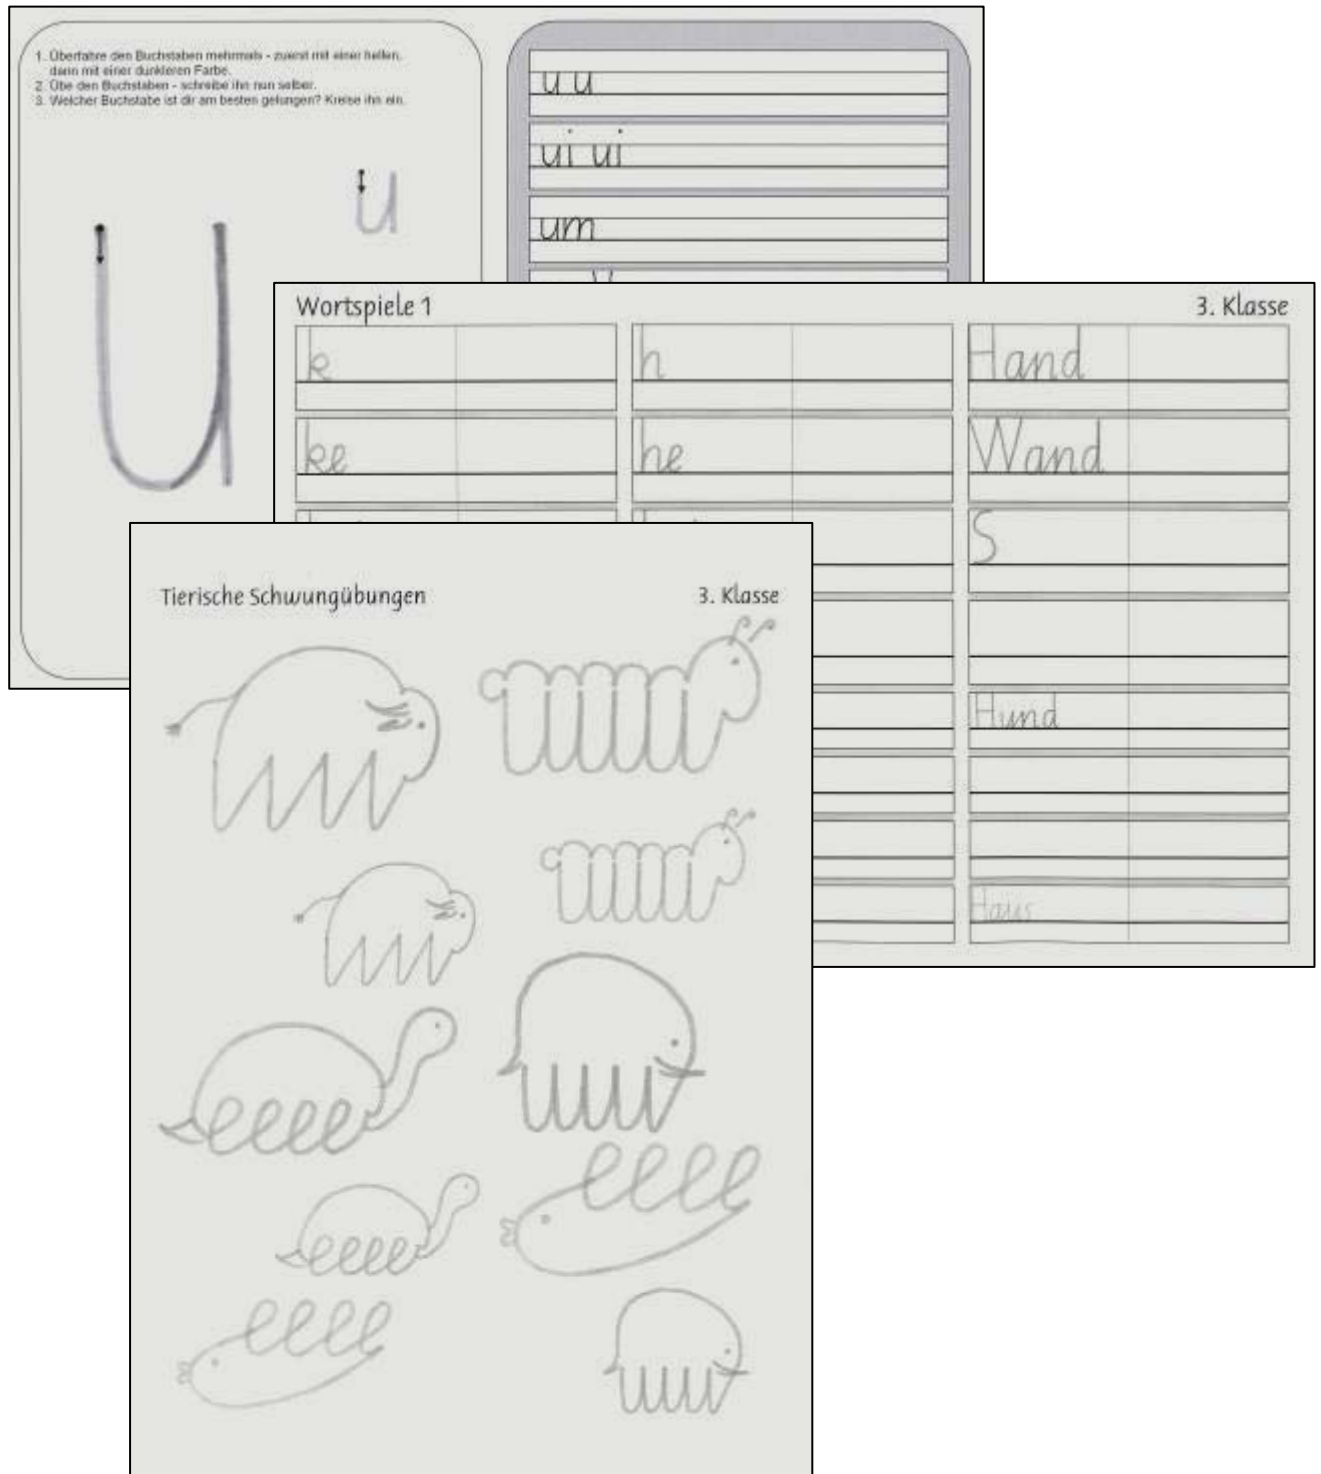 1. Überfahre den Buchstaben mehrmals - zuerst mit einer hellen,
dann mit einer dunkleren Farbe.
2. Übe den Buchstaben - schreibe ihn nun selber.
3. Welcher Buchstabe ist dir am besten gelungen? Kreise ihn ein.
u
u
u u
ui ui
um
Wortspiele 1 3. Klasse
k h Hand
ke he Wand
S
Hund
Haus
Tierische Schwungübungen 3. Klasse